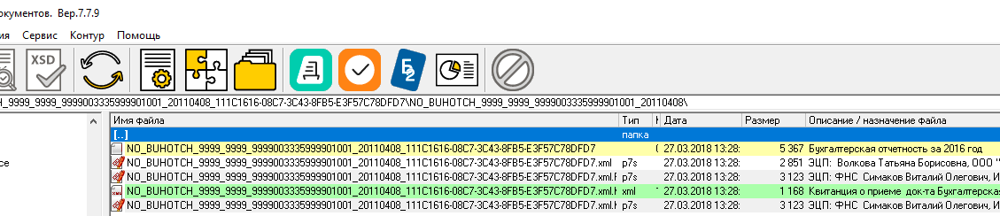 окументов. Вер.7.7.9
ия Сервис Контур Помощь
XSD
Д Б2
H_9999_9999_9999003335999901001_20110408_111C1616-08C7-3C43-8FB5-E3F57C78DFD7\NO_BUHOTCH_9999_9999_9999003335999901001_20110408\
Имя Файла Тип Дата Размер Описание / назначение файла
[..] папка
NO_BUHOTCH_9999_9999_9999003335999901001_20110408_111C1616-08C7-3C43-8FB5-E3F57C78DFD7 27.03.2018 13:28: 5 367 Бухгалтерская отчетность за 2016 год
се NO_BUHOTCH_9999_9999_9999003335999901001_20110408_111C1616-08C7-3C43-8FB5-E3F57C78DFD7.xml p7s 27.03.2018 13:28: 2 851 ЭЦП: Волкова Татьяна Борисовна, ООО "
NO_BUHOTCH_9999_9999_9999003335999901001_20110408_111C1616-08C7-3C43-8FB5-E3F57C78DFD7.xml. p7s 27.03.2018 13:28: 3 123 ЭЦП: ФНС Симаков Виталий Олегович, И
NO_BUHOTCH_9999_9999_9999003335999901001_20110408_111C1616-08C7-3C43-8FB5-E3F57C78DFD7.xml. xml 27.03.2018 13:28: 1 168 Квитанция о приеме док-та Бухгалтерска
NO_BUHOTCH_9999_9999_9999003335999901001_20110408_111C1616-08C7-3C43-8FB5-E3F57C78DFD7.xml. p7s 27.03.2018 13:28: 3 123 ЭЦП: ФНС Симаков Виталий Олегович, И